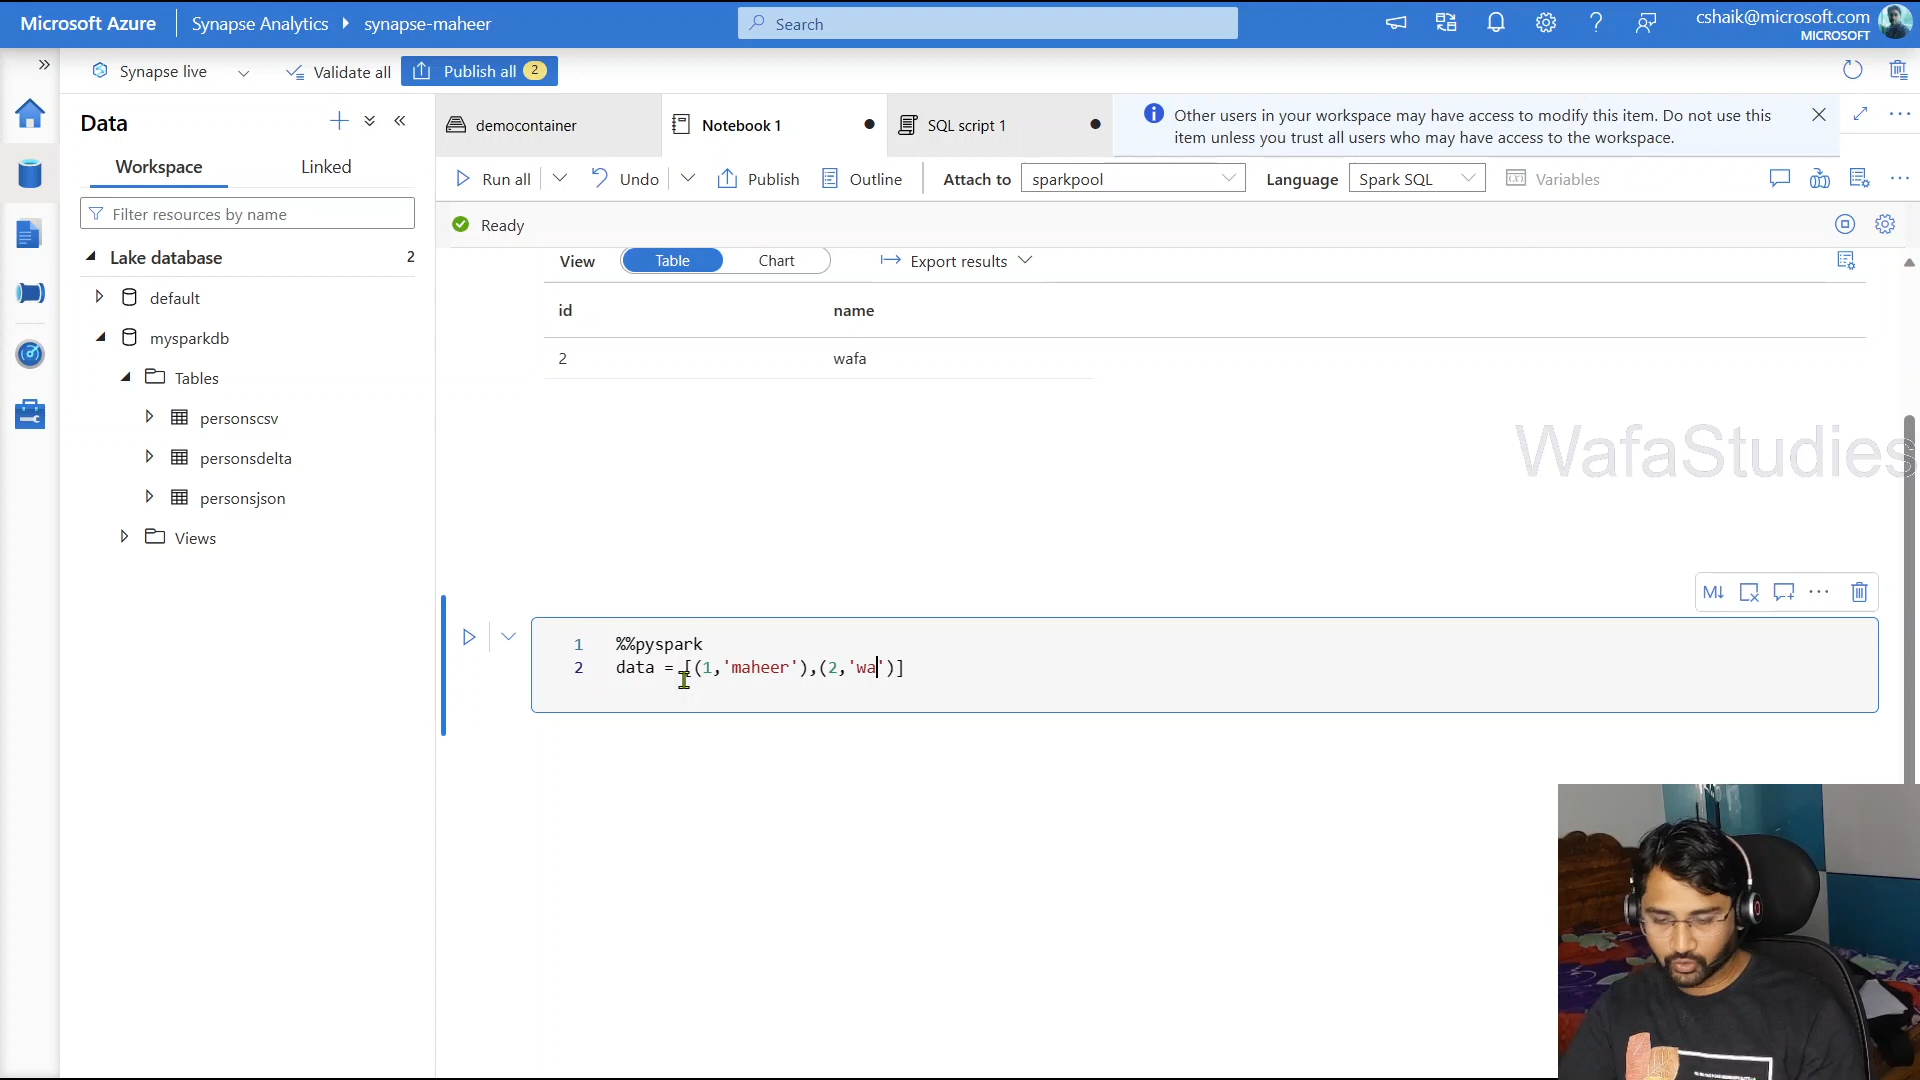 Microsoft Azure
Synapse Analytics
synapse-maheer
Search
cshaik@microsoft.com
MICROSOFT
Synapse live
Validate all
Publish all
2
Data
Workspace
Linked
Filter resources by name
Lake database
2
default
mysparkdb
Tables
personscsv
personsdelta
personsjson
Views
democontainer
Notebook 1
SQL script 1
Other users in your workspace may have access to modify this item. Do not use this
item unless you trust all users who may have access to the workspace.
Run all
Undo
Publish
Outline
Attach to
sparkpool
Language
Spark SQL
Variables
Ready
View
Table
Chart
Export results
id name
2 wafa
WafaStudies
M↓
1 %%pyspark
2 data = [(1,'maheer'),(2,'wa')]